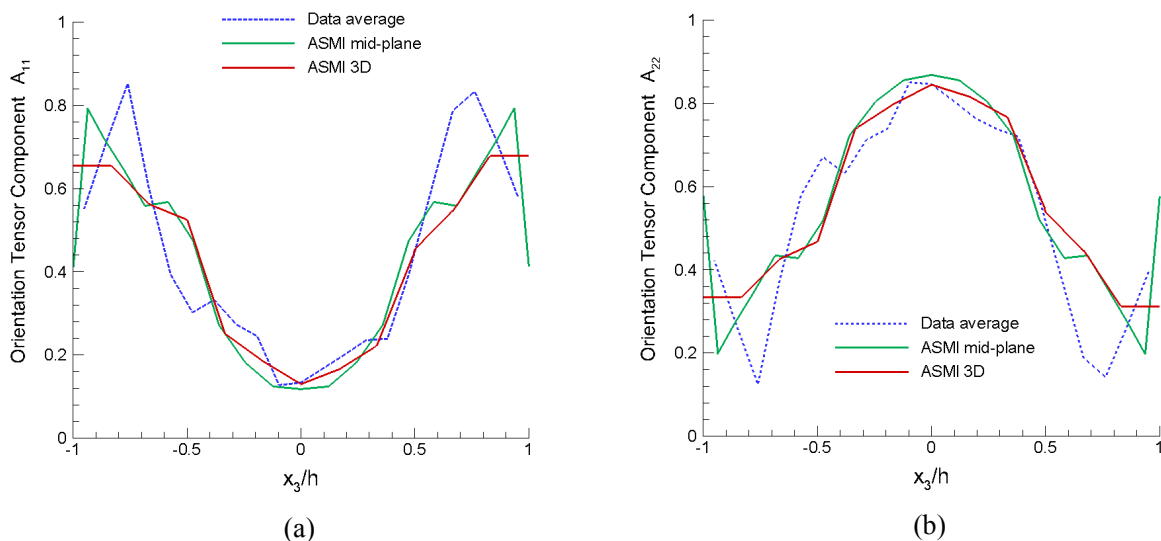 Orientation Tensor Component A11
1
0.8
0.6
0.4
0.2
0
Data average
ASMI mid-plane
ASMI 3D
-1
-0.5
0
0.5
1
x3/h
(a)
Orientation Tensor Component A22
1
0.8
0.6
0.4
0.2
0
Data average
ASMI mid-plane
ASMI 3D
-1
-0.5
0
0.5
1
x3/h
(b)